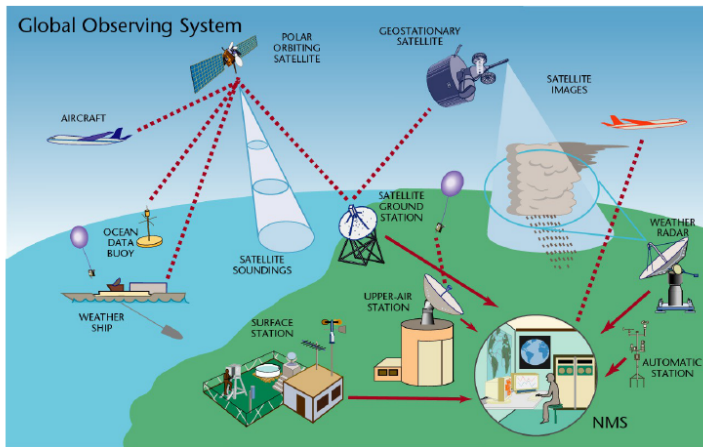 Global Observing System
POLAR
ORBITING
SATELLITE
GEOSTATIONARY
SATELLITE
SATELLITE
IMAGES
AIRCRAFT
OCEAN
DATA
BUOY
SATELLITE
SOUNDINGS
SATELLITE
GROUND
STATION
WEATHER
RADAR
WEATHER
SHIP
UPPER-AIR
STATION
SURFACE
STATION
AUTOMATIC
STATION
NMS